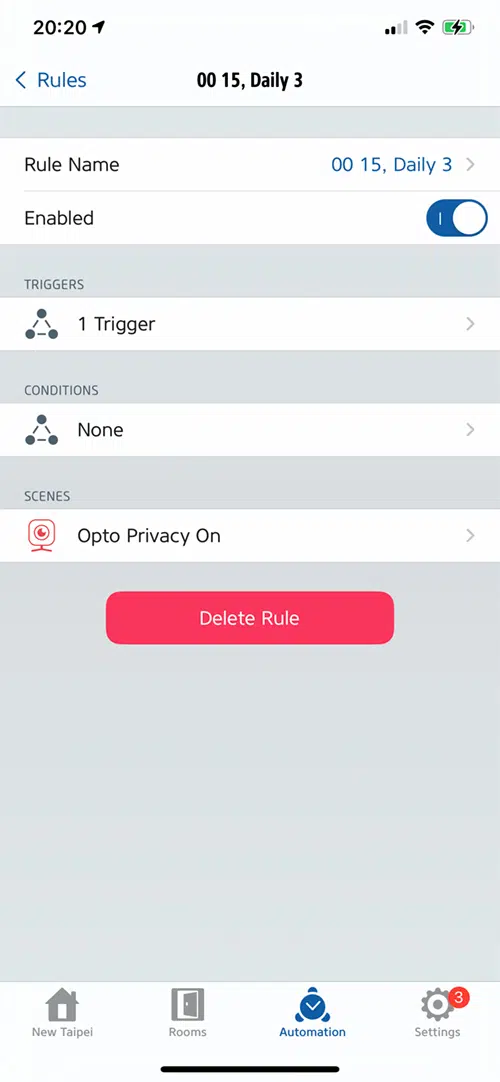 20:20
Rules
00 15, Daily 3
Rule Name
00 15, Daily 3
Enabled
TRIGGERS
1 Trigger
CONDITIONS
None
SCENES
Opto Privacy On
Delete Rule
3
New Taipei
Rooms
Automation
Settings